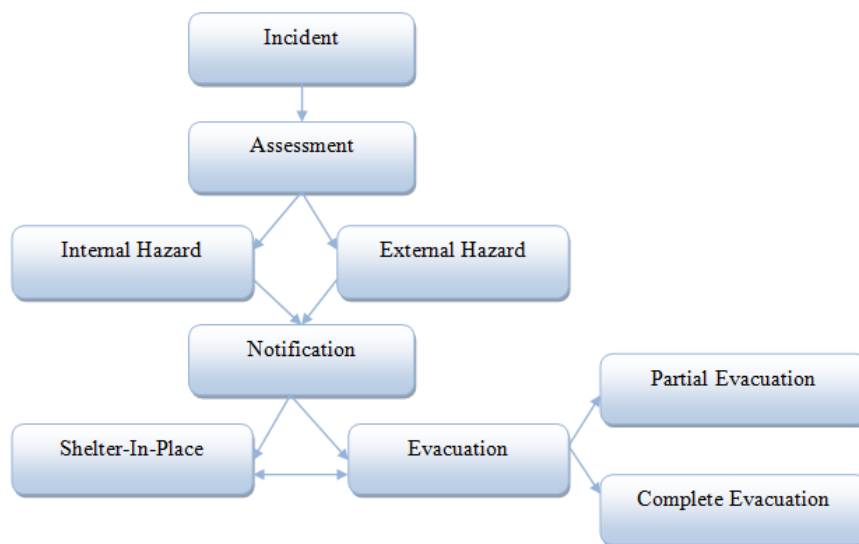 Incident
Assessment
Internal Hazard
External Hazard
Notification
Partial Evacuation
Shelter-In-Place
Evacuation
Complete Evacuation